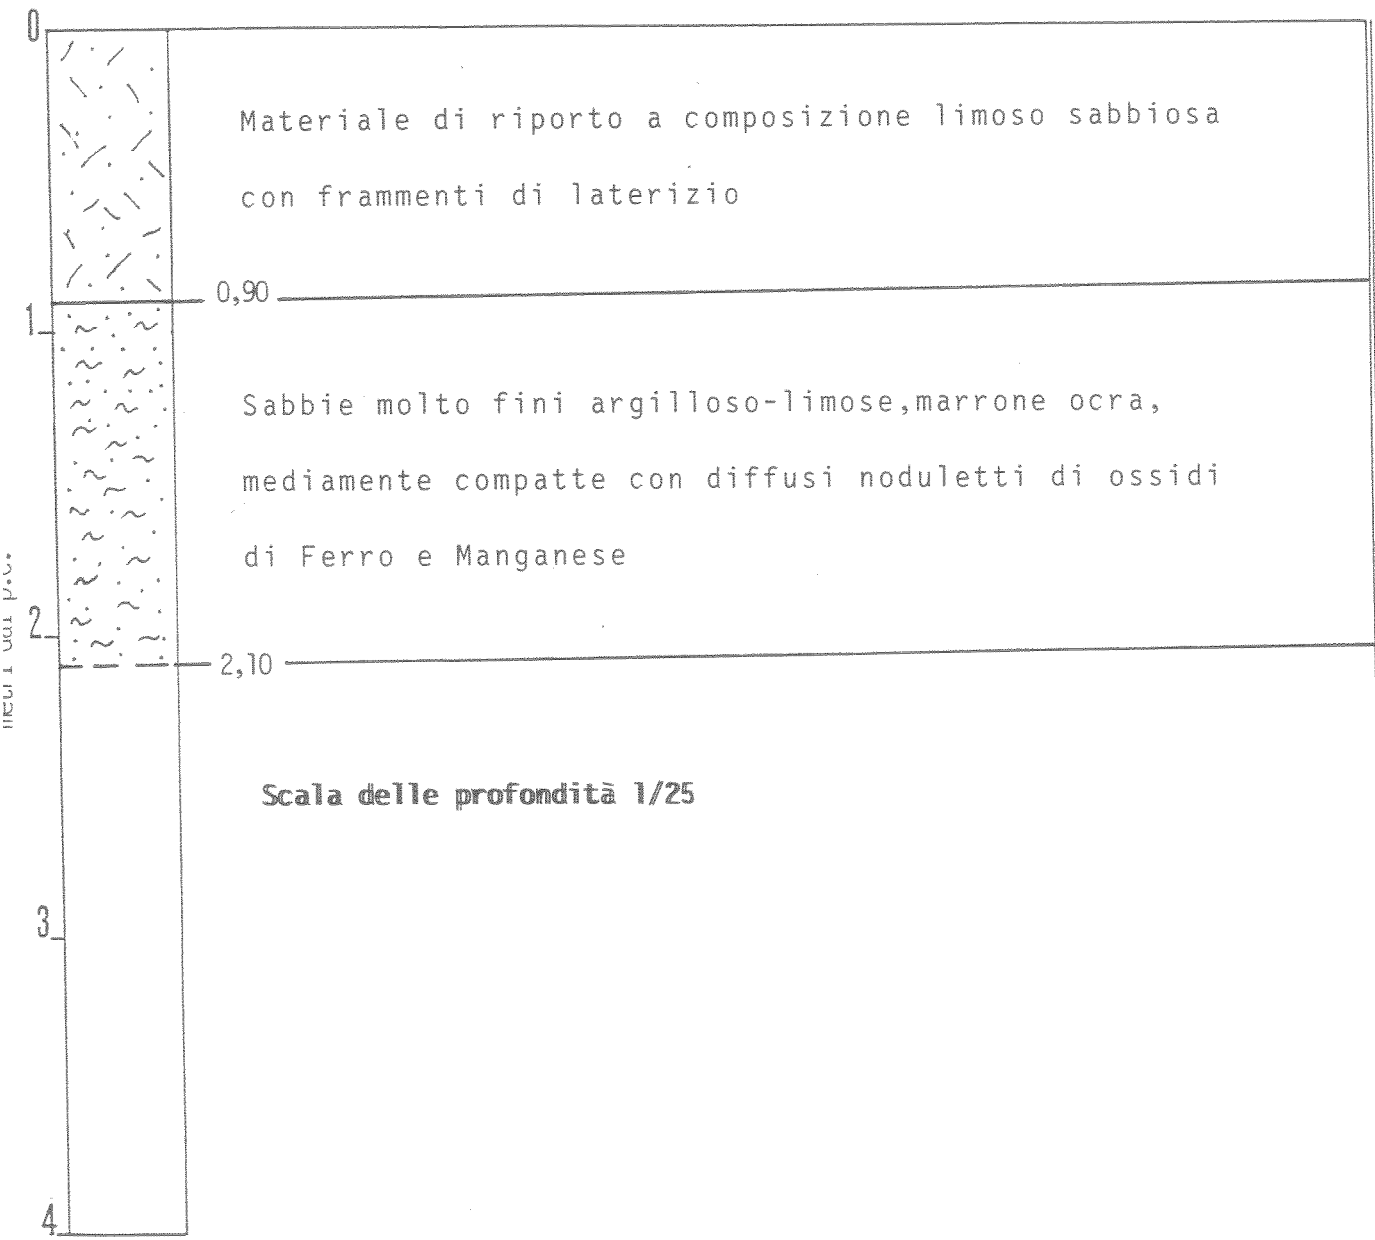 0
Materiale di riporto a composizione limoso sabbiosa
con frammenti di laterizio
0,90
1
Sabbie molto fini argilloso-limose,marrone ocra,
mediamente compatte con diffusi noduletti di ossidi
di Ferro e Manganese
2
2,10
metri dal p.c.
Scala delle profondità 1/25
3
4